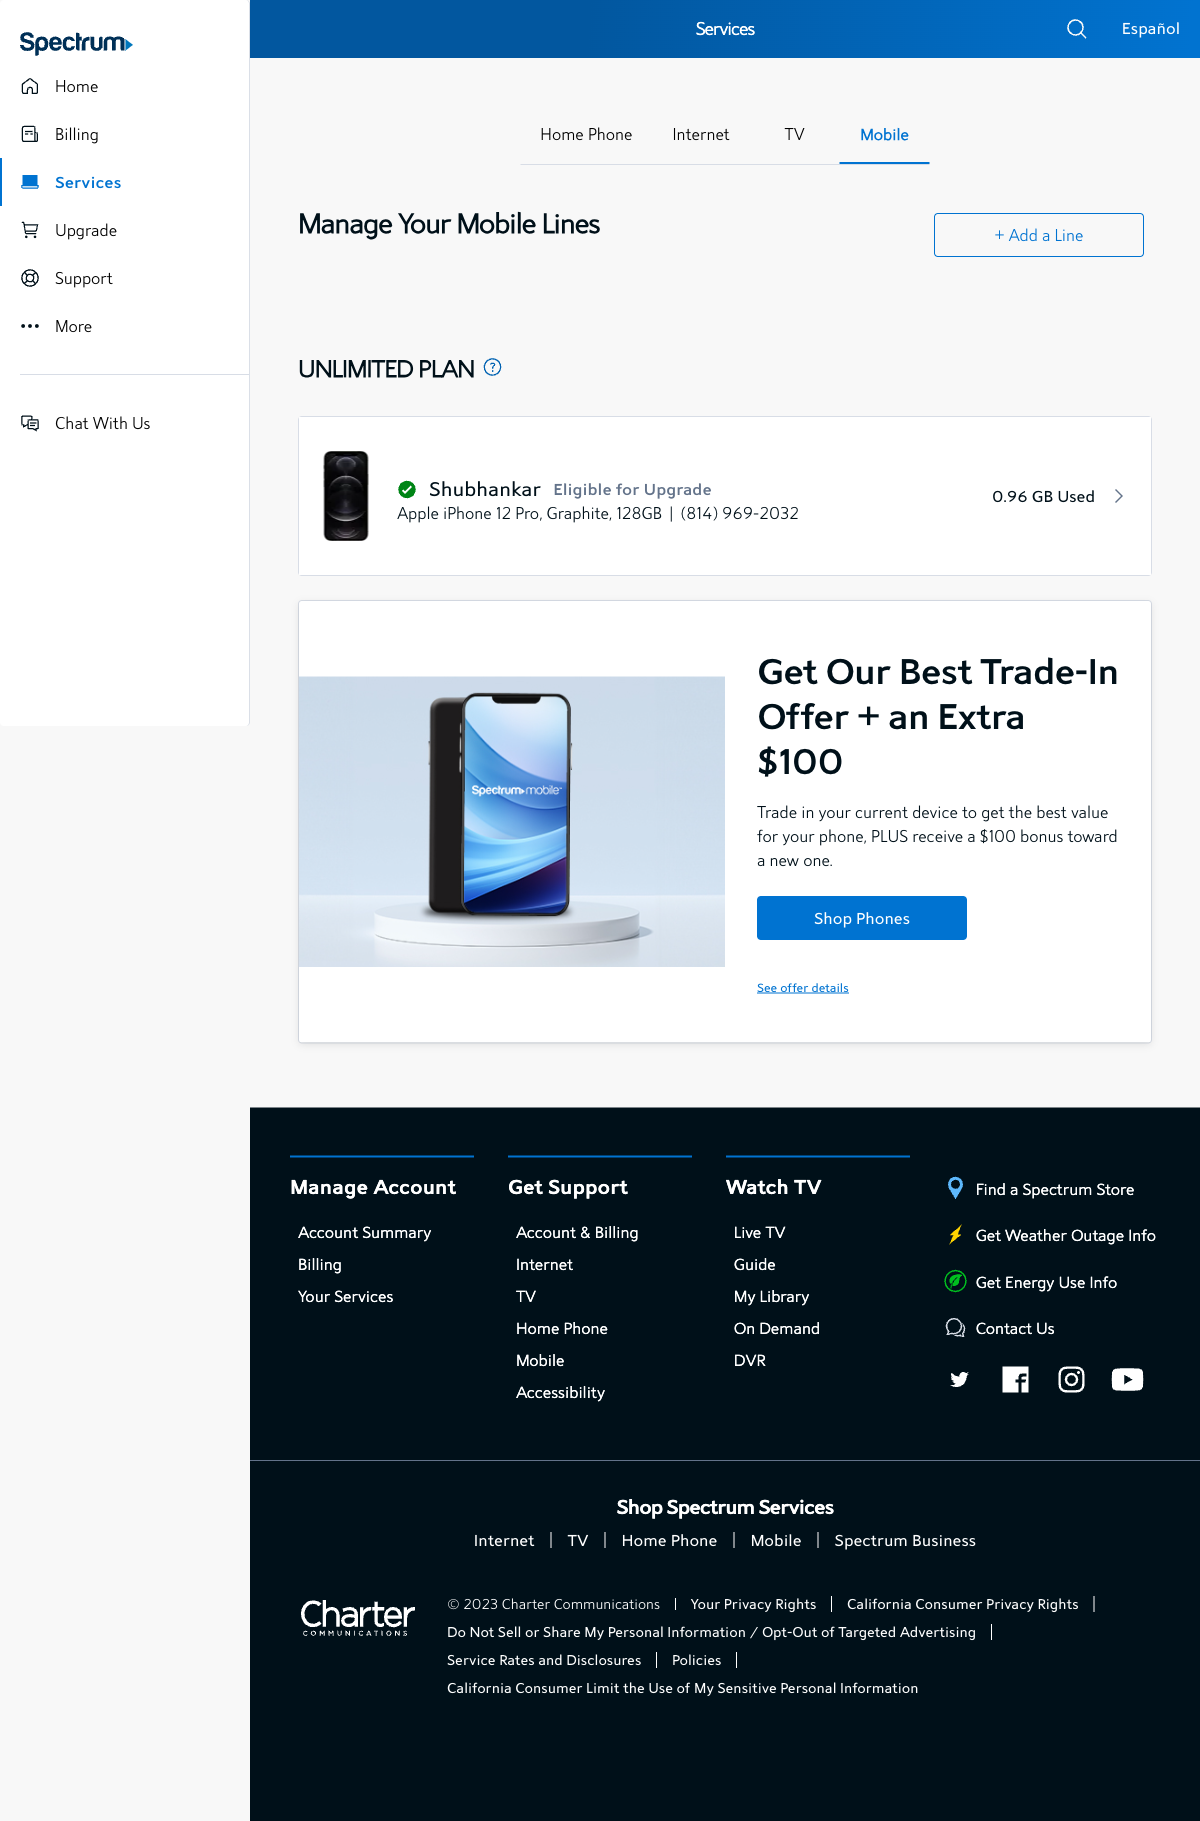 Spectrum
Home
Billing
Services
Upgrade
Support
More
Chat With Us
Services
Español
Home Phone
Internet
TV
Mobile
Manage Your Mobile Lines
+ Add a Line
UNLIMITED PLAN ?
Shubhankar Eligible for Upgrade
Apple iPhone 12 Pro, Graphite, 128GB | (814) 969-2032
0.96 GB Used
Spectrum mobile
Get Our Best Trade-In
Offer + an Extra
$100
Trade in your current device to get the best value
for your phone, PLUS receive a $100 bonus toward
a new one.
Shop Phones
See offer details
Manage Account
Account Summary
Billing
Your Services
Get Support
Account & Billing
Internet
TV
Home Phone
Mobile
Accessibility
Watch TV
Live TV
Guide
My Library
On Demand
DVR
Find a Spectrum Store
Get Weather Outage Info
Get Energy Use Info
Contact Us
Shop Spectrum Services
Internet | TV | Home Phone | Mobile | Spectrum Business
Charter
COMMUNICATIONS
© 2023 Charter Communications | Your Privacy Rights | California Consumer Privacy Rights |
Do Not Sell or Share My Personal Information / Opt-Out of Targeted Advertising |
Service Rates and Disclosures | Policies |
California Consumer Limit the Use of My Sensitive Personal Information